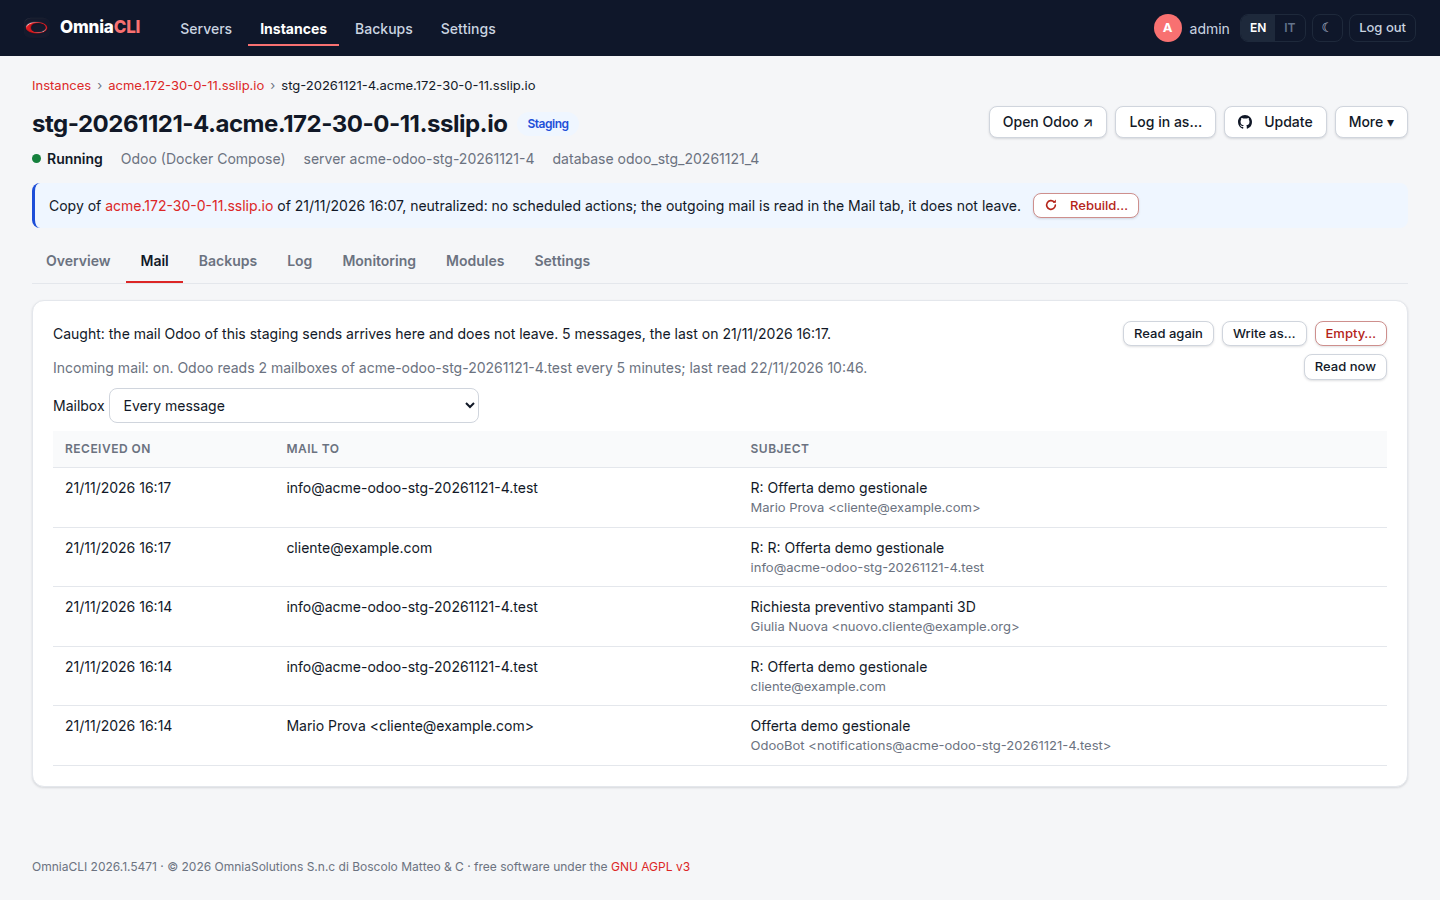 OmniaCLI Servers Instances Backups Settings A admin EN IT ☾ Log out
Instances › acme.172-30-0-11.sslip.io › stg-20261121-4.acme.172-30-0-11.sslip.io
stg-20261121-4.acme.172-30-0-11.sslip.io Staging Open Odoo ↗ Log in as... Update More ▾
Running Odoo (Docker Compose) server acme-odoo-stg-20261121-4 database odoo_stg_20261121_4
Copy of acme.172-30-0-11.sslip.io of 21/11/2026 16:07, neutralized: no scheduled actions; the outgoing mail is read in the Mail tab, it does not leave. Rebuild...
Overview Mail Backups Log Monitoring Modules Settings
Caught: the mail Odoo of this staging sends arrives here and does not leave. 5 messages, the last on 21/11/2026 16:17. Read again Write as... Empty...
Incoming mail: on. Odoo reads 2 mailboxes of acme-odoo-stg-20261121-4.test every 5 minutes; last read 22/11/2026 10:46. Read now
Mailbox Every message
RECEIVED ON MAIL TO SUBJECT
21/11/2026 16:17 info@acme-odoo-stg-20261121-4.test R: Offerta demo gestionale
Mario Prova <cliente@example.com>
21/11/2026 16:17 cliente@example.com R: R: Offerta demo gestionale
info@acme-odoo-stg-20261121-4.test
21/11/2026 16:14 info@acme-odoo-stg-20261121-4.test Richiesta preventivo stampanti 3D
Giulia Nuova <nuovo.cliente@example.org>
21/11/2026 16:14 info@acme-odoo-stg-20261121-4.test R: Offerta demo gestionale
cliente@example.com
21/11/2026 16:14 Mario Prova <cliente@example.com> Offerta demo gestionale
OdooBot <notifications@acme-odoo-stg-20261121-4.test>
OmniaCLI 2026.1.5471 · © 2026 OmniaSolutions S.n.c di Boscolo Matteo & C · free software under the GNU AGPL v3